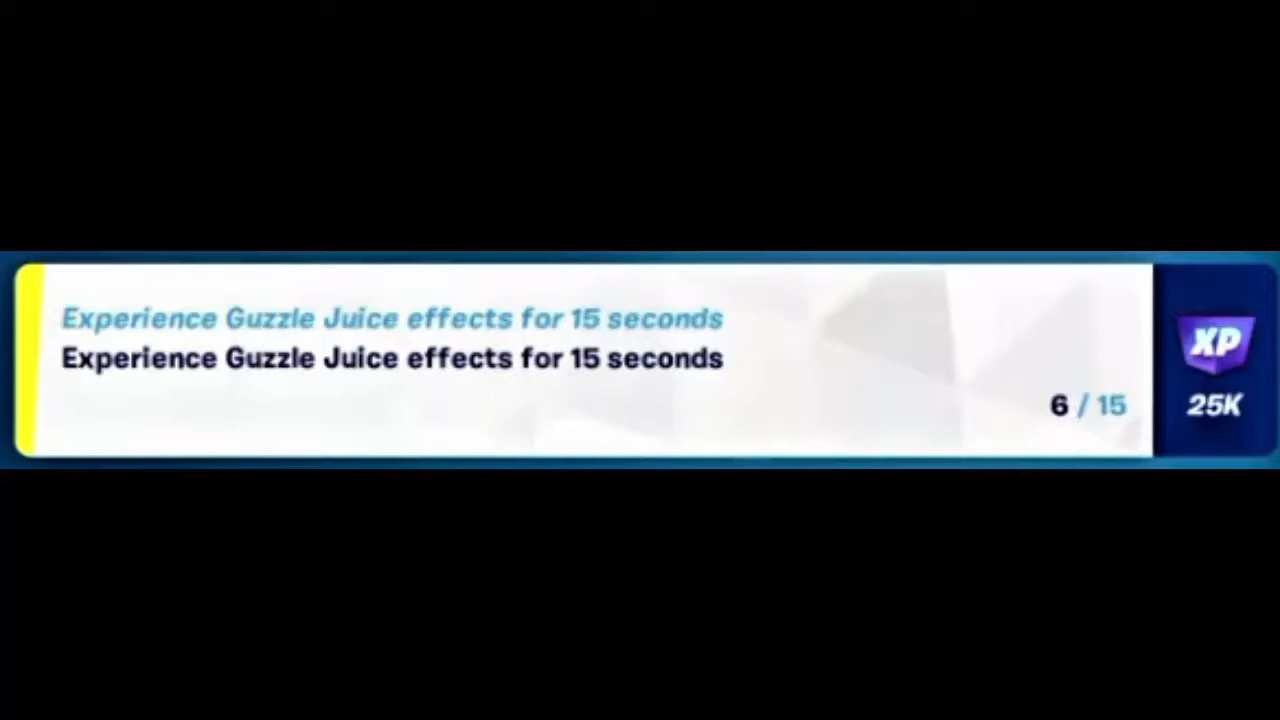 Experience Guzzle Juice effects for 15 seconds
Experience Guzzle Juice effects for 15 seconds
6 / 15
XP
25K